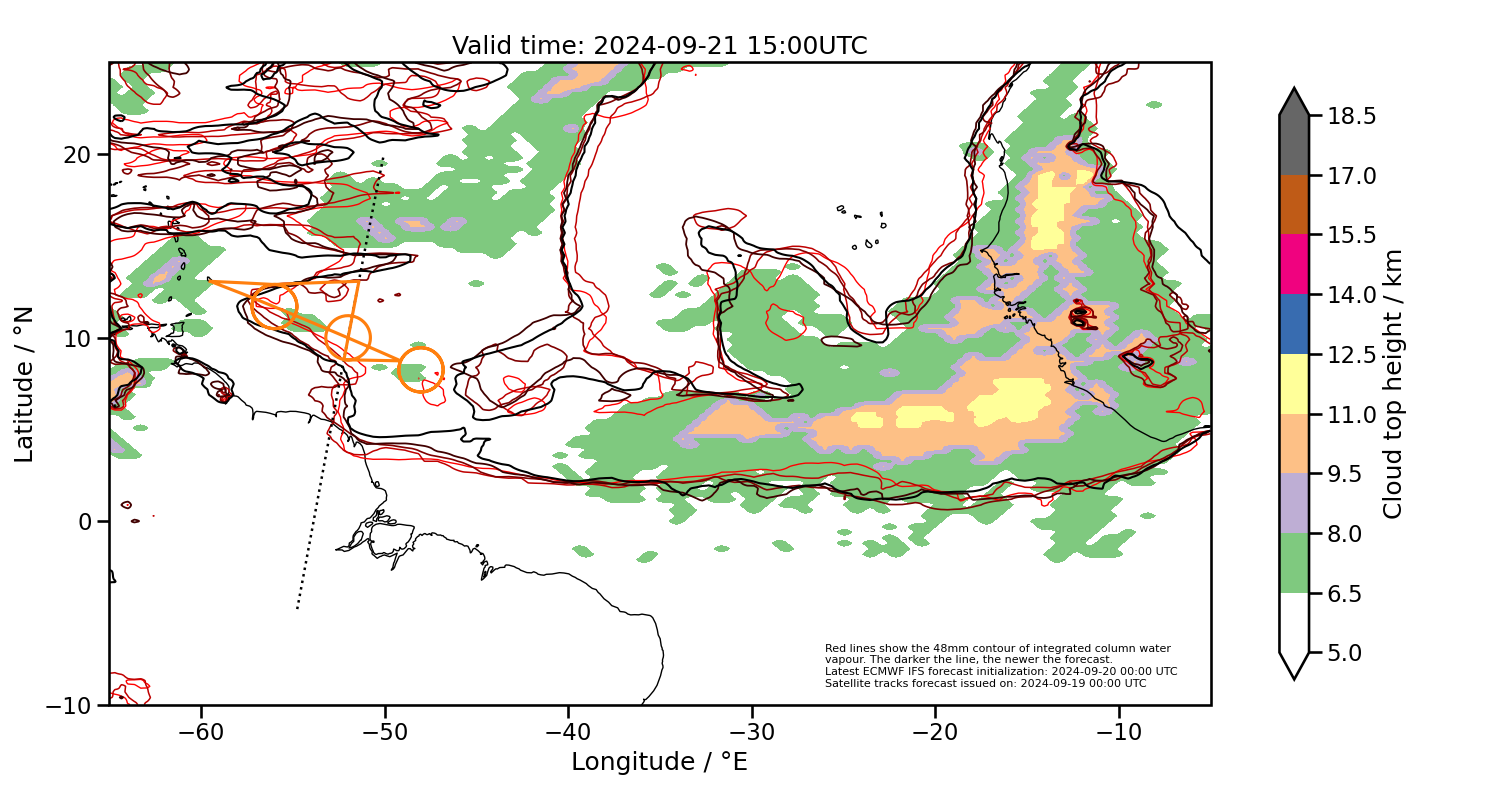 Valid time: 2024-09-21 15:00UTC
20
10
0
−10
Latitude / °N
−60
−50
−40
−30
−20
−10
Longitude / °E
Red lines show the 48mm contour of integrated column water
vapour. The darker the line, the newer the forecast.
Latest ECMWF IFS forecast initialization: 2024-09-20 00:00 UTC
Satellite tracks forecast issued on: 2024-09-19 00:00 UTC
18.5
17.0
15.5
14.0
12.5
11.0
9.5
8.0
6.5
5.0
Cloud top height / km